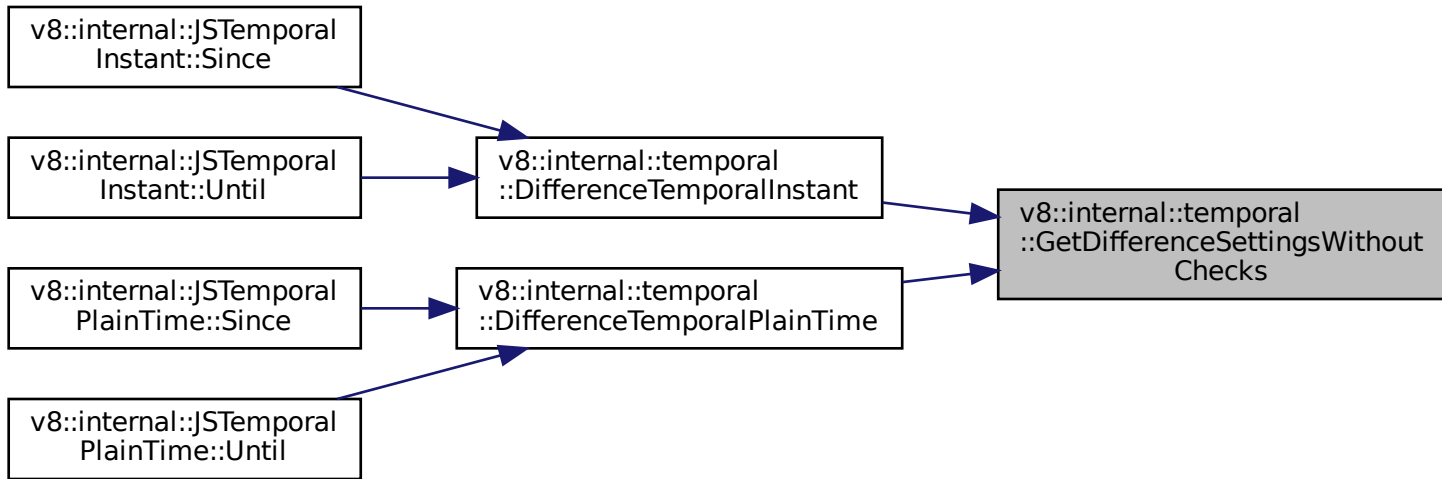 v8::internal::JSTemporal
Instant::Since
v8::internal::JSTemporal
Instant::Until
v8::internal::temporal
::DifferenceTemporalInstant
v8::internal::temporal
::GetDifferenceSettingsWithout
Checks
v8::internal::JSTemporal
PlainTime::Since
v8::internal::temporal
::DifferenceTemporalPlainTime
v8::internal::JSTemporal
PlainTime::Until